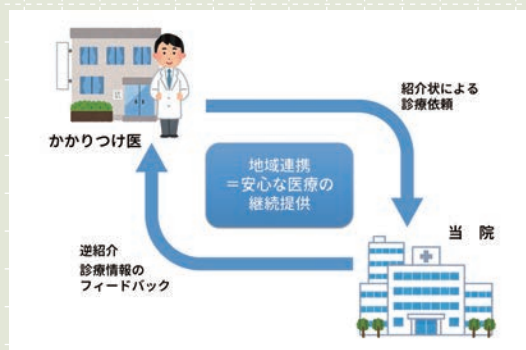 かかりつけ医
紹介状による
診療依頼
地域連携
＝安心な医療の
継続提供
当　院
逆紹介
診療情報の
フィードバック